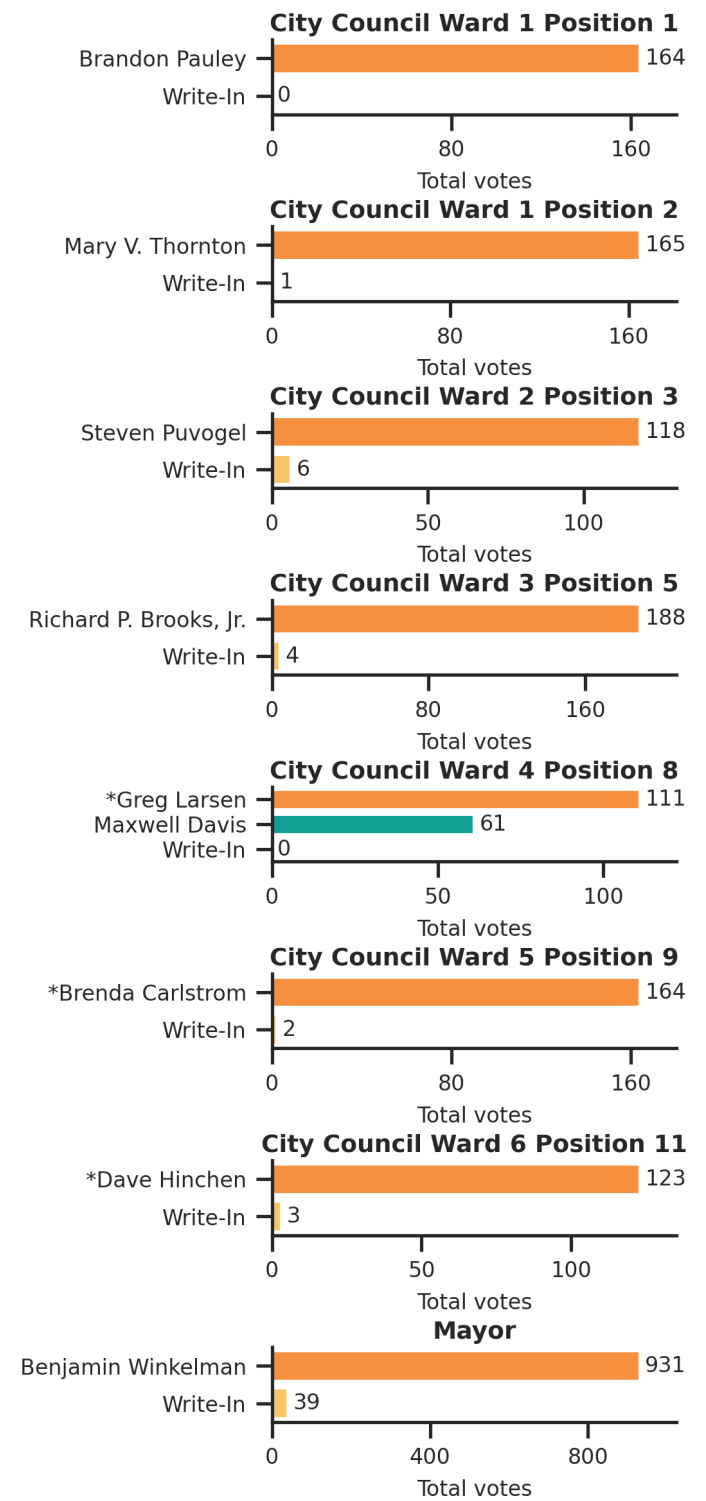 City Council Ward 1 Position 1
Brandon Pauley 164
Write-In 0
0 80 160
Total votes
City Council Ward 1 Position 2
Mary V. Thornton 165
Write-In 1
0 80 160
Total votes
City Council Ward 2 Position 3
Steven Puvogel 118
Write-In 6
0 50 100
Total votes
City Council Ward 3 Position 5
Richard P. Brooks, Jr. 188
Write-In 4
0 80 160
Total votes
City Council Ward 4 Position 8
*Greg Larsen 111
Maxwell Davis 61
Write-In 0
0 50 100
Total votes
City Council Ward 5 Position 9
*Brenda Carlstrom 164
Write-In 2
0 80 160
Total votes
City Council Ward 6 Position 11
*Dave Hinchen 123
Write-In 3
0 50 100
Total votes
Mayor
Benjamin Winkelman 931
Write-In 39
0 400 800
Total votes